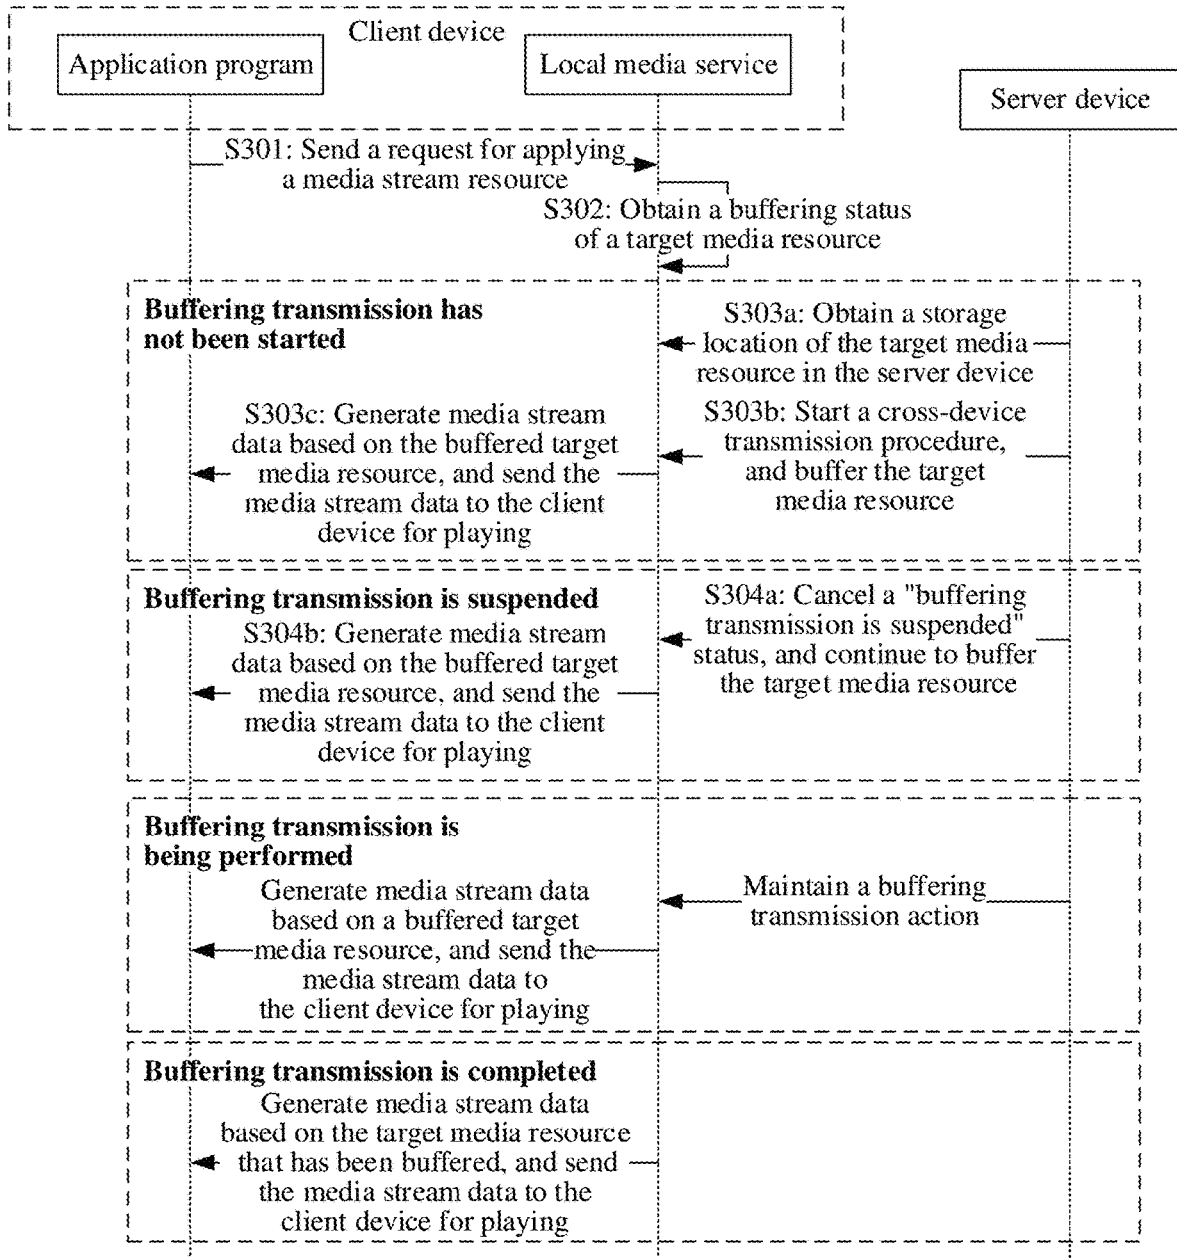 Client device
Application program
Local media service
Server device
S301: Send a request for applying
a media stream resource
S302: Obtain a buffering status
of a target media resource
Buffering transmission has
not been started
S303a: Obtain a storage
location of the target media
resource in the server device
S303b: Start a cross-device
transmission procedure,
and buffer the target
media resource
S303c: Generate media stream
data based on the buffered target
media resource, and send the
media stream data to the client
device for playing
Buffering transmission is suspended
S304a: Cancel a "buffering
transmission is suspended"
status, and continue to buffer
the target media resource
S304b: Generate media stream
data based on the buffered target
media resource, and send the
media stream data to the client
device for playing
Buffering transmission is
being performed
Maintain a buffering
transmission action
Generate media stream data
based on a buffered target
media resource, and send the
media stream data to
the client device for playing
Buffering transmission is completed
Generate media stream data
based on the target media resource
that has been buffered, and send
the media stream data to the
client device for playing